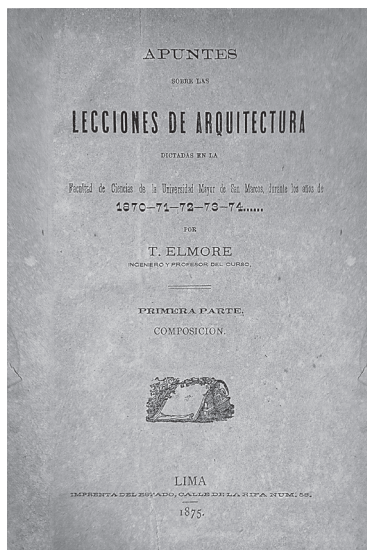 APUNTES
SOBRE LAS
LECCIONES DE ARQUITECTURA
DICTADAS EN LA
Facultad de Ciencias de la Universidad Mayor de San Marcos, durante los años de
1870-71-72-73-74......
POR
T. ELMORE
INGENIERO Y PROFESOR DEL CURSO,
PRIMERA PARTE.
COMPOSICION.
LIMA
IMPRENTA DEL ESTADO, CALLE DE LA RIFA NUM. 58.
1875.